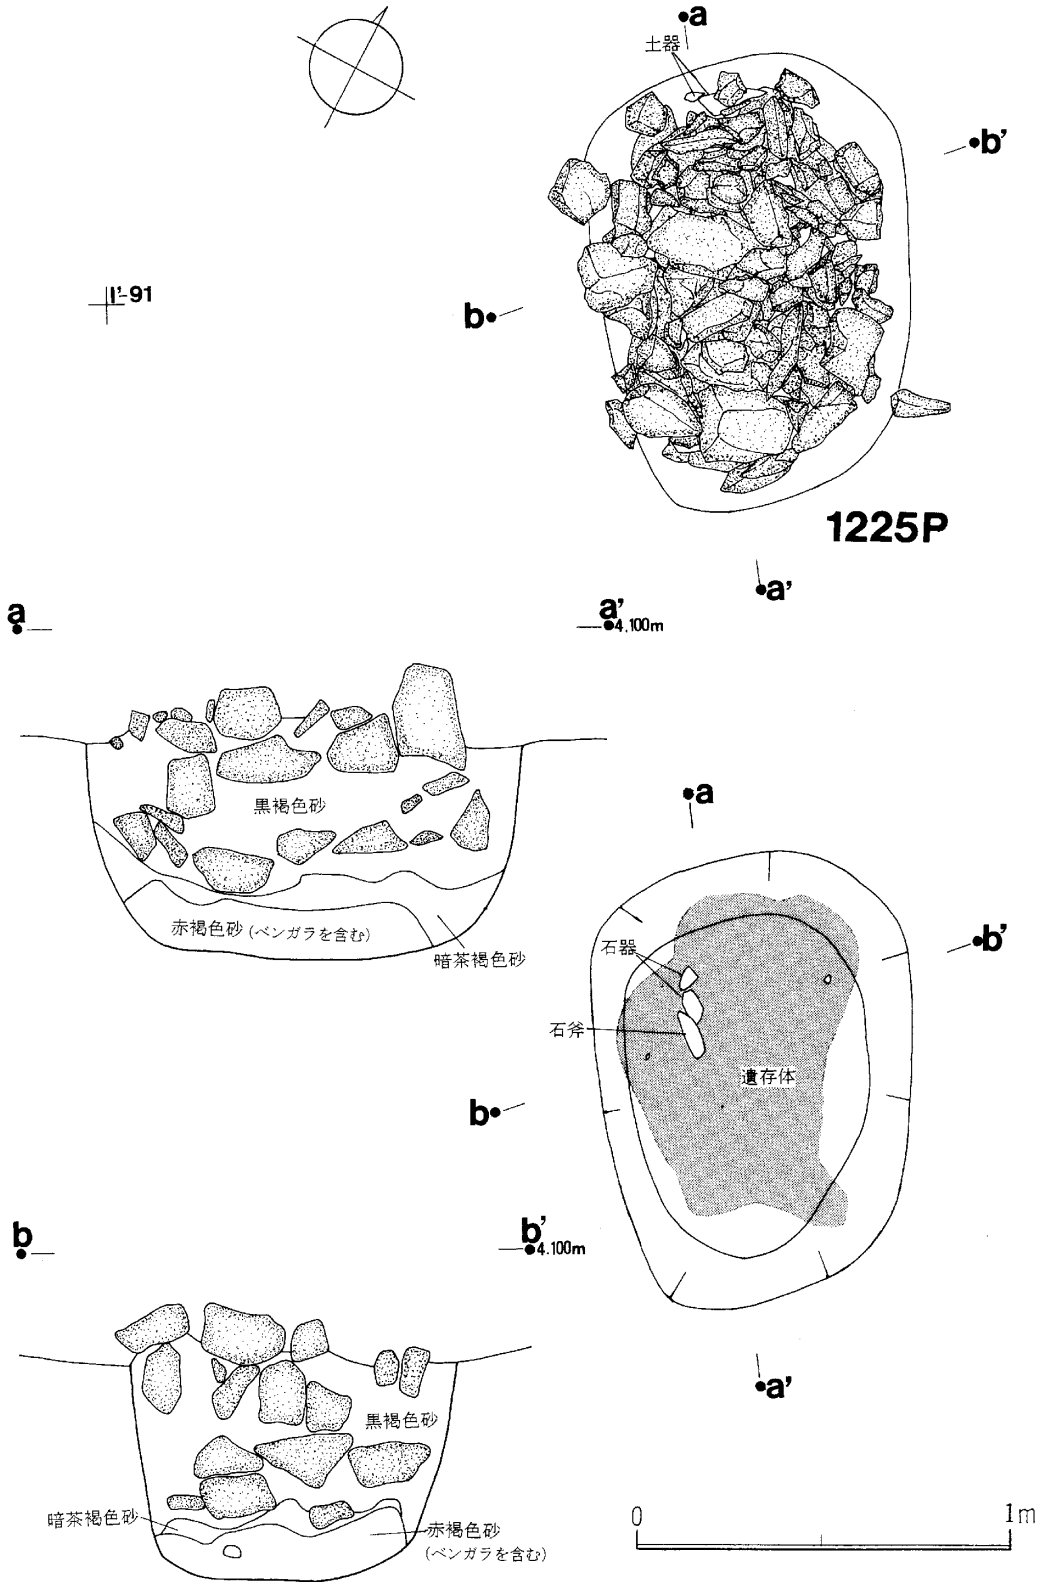 a
土器
b'
I'-91
b
1225P
a'
a
a'
4.100m
黒褐色砂
赤褐色砂(ベンガラを含む)
暗茶褐色砂
a
石器
b'
石斧
遺存体
b
b
b'
4.100m
a'
黒褐色砂
暗茶褐色砂
赤褐色砂
(ベンガラを含む)
0
1m